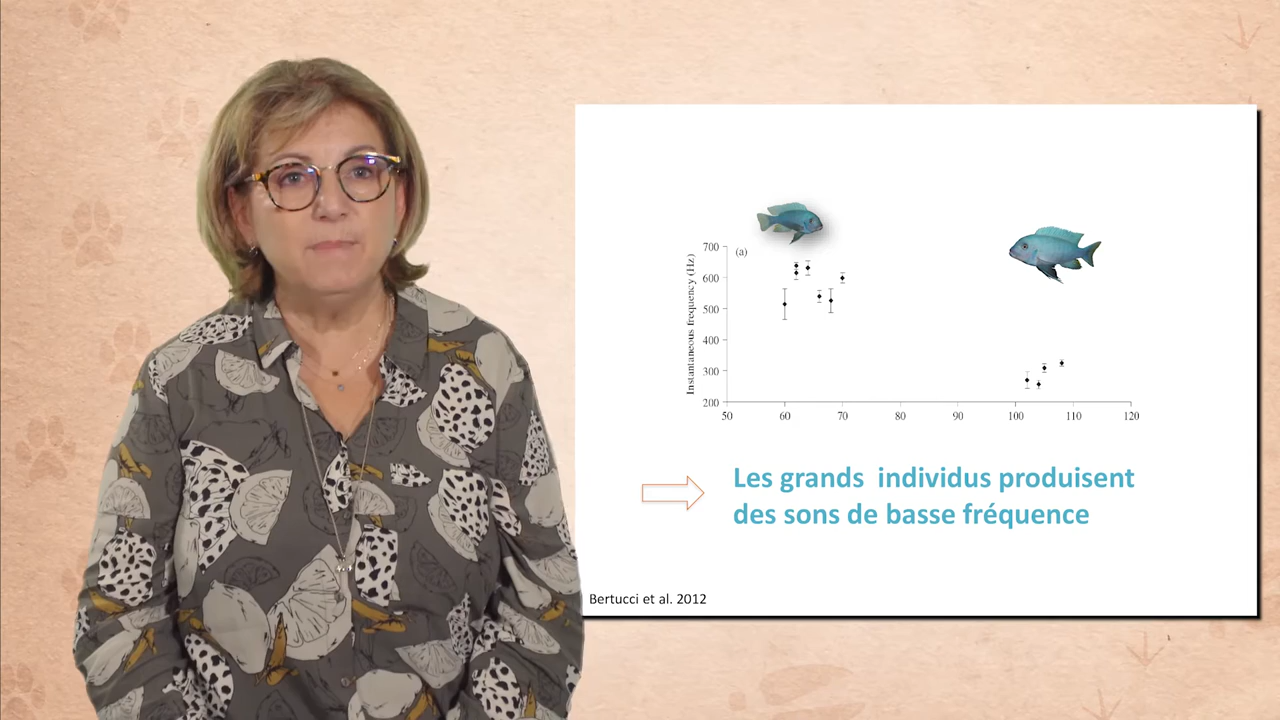 700
(a)
600
500
400
300
200
Instantaneous frequency (Hz)
50 60 70 80 90 100 110 120
Les grands individus produisent
des sons de basse fréquence
Bertucci et al. 2012